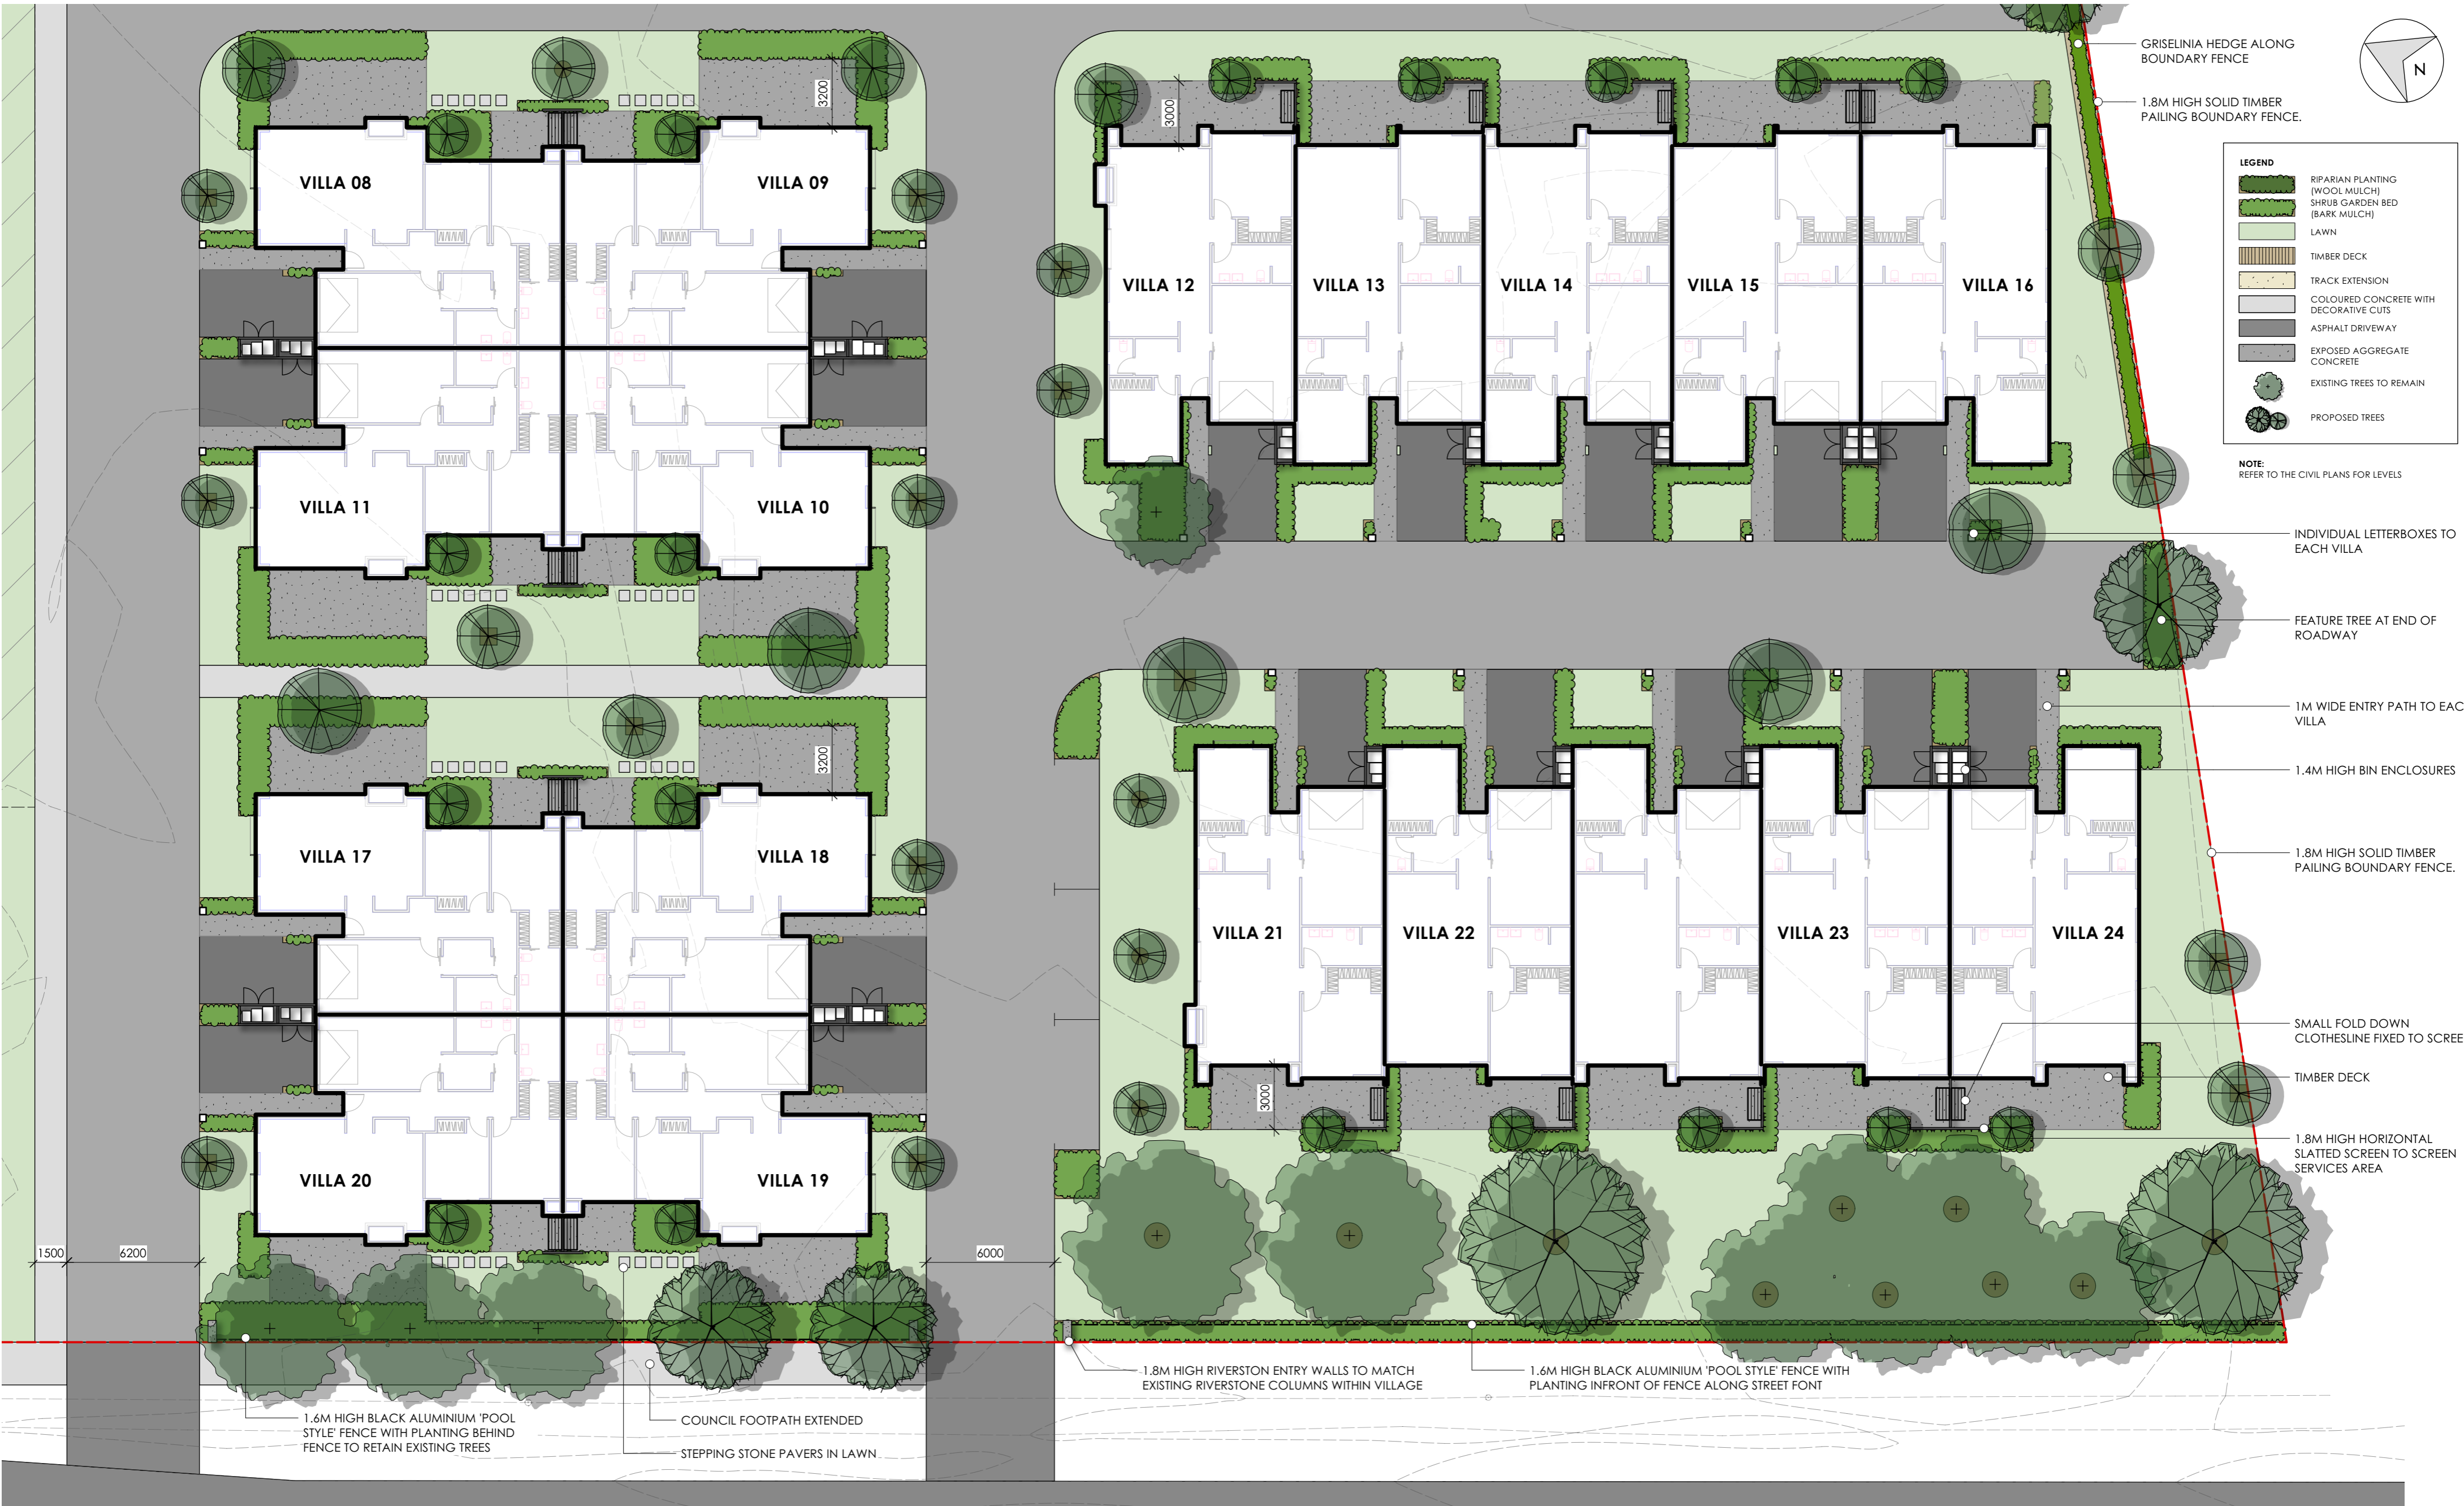 GRISELINIA HEDGE ALONG
BOUNDARY FENCE
N
1.8M HIGH SOLID TIMBER
PAILING BOUNDARY FENCE.
3200
3000
LEGEND
RIPARIAN PLANTING
(WOOL MULCH)
SHRUB GARDEN BED
(BARK MULCH)
LAWN
TIMBER DECK
TRACK EXTENSION
COLOURED CONCRETE WITH
DECORATIVE CUTS
ASPHALT DRIVEWAY
EXPOSED AGGREGATE
CONCRETE
EXISTING TREES TO REMAIN
PROPOSED TREES
NOTE:
REFER TO THE CIVIL PLANS FOR LEVELS
VILLA 08
VILLA 09
VILLA 12
VILLA 13
VILLA 14
VILLA 15
VILLA 16
VILLA 11
VILLA 10
INDIVIDUAL LETTERBOXES TO
EACH VILLA
FEATURE TREE AT END OF
ROADWAY
1M WIDE ENTRY PATH TO EAC
VILLA
3200
1.4M HIGH BIN ENCLOSURES
VILLA 17
VILLA 18
1.8M HIGH SOLID TIMBER
PAILING BOUNDARY FENCE.
VILLA 21
VILLA 22
VILLA 23
VILLA 24
SMALL FOLD DOWN
CLOTHESLINE FIXED TO SCREE
TIMBER DECK
3000
1.8M HIGH HORIZONTAL
SLATTED SCREEN TO SCREEN
SERVICES AREA
VILLA 20
VILLA 19
1500
6200
6000
1.8M HIGH RIVERSTON ENTRY WALLS TO MATCH
EXISTING RIVERSTONE COLUMNS WITHIN VILLAGE
1.6M HIGH BLACK ALUMINIUM 'POOL STYLE' FENCE WITH
PLANTING INFRONT OF FENCE ALONG STREET FONT
1.6M HIGH BLACK ALUMINIUM 'POOL
STYLE' FENCE WITH PLANTING BEHIND
FENCE TO RETAIN EXISTING TREES
COUNCIL FOOTPATH EXTENDED
STEPPING STONE PAVERS IN LAWN